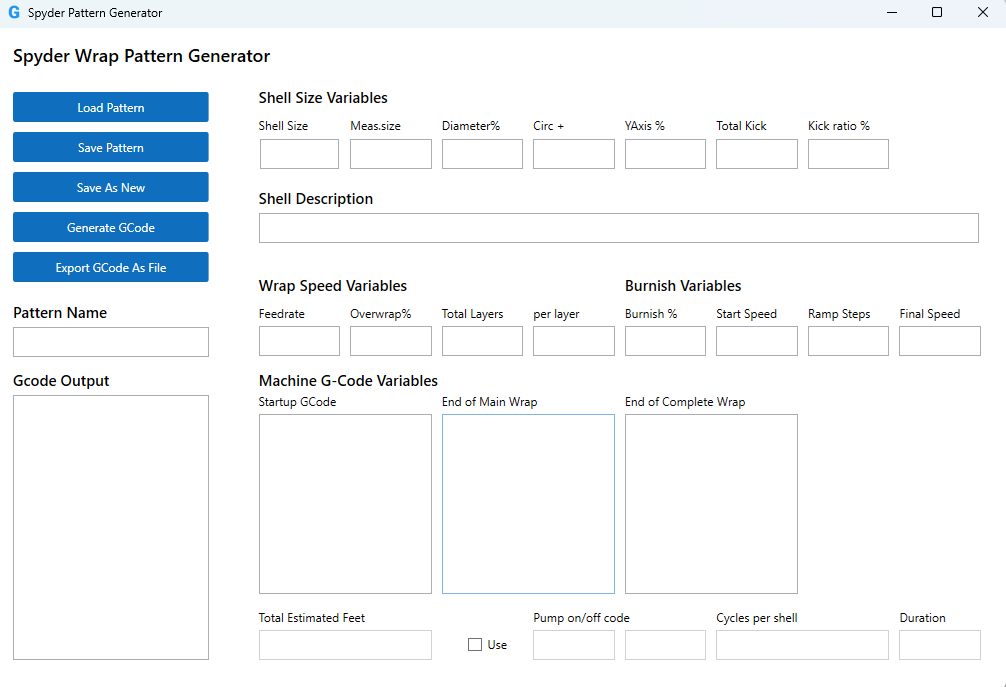 G Spyder Pattern Generator
Spyder Wrap Pattern Generator
Load Pattern
Save Pattern
Save As New
Generate GCode
Export GCode As File
Pattern Name
Gcode Output
Shell Size Variables
Shell Size Meas.size Diameter% Circ + YAxis % Total Kick Kick ratio %
Shell Description
Wrap Speed Variables
Feedrate Overwrap% Total Layers per layer
Burnish Variables
Burnish % Start Speed Ramp Steps Final Speed
Machine G-Code Variables
Startup GCode End of Main Wrap End of Complete Wrap
Total Estimated Feet
Use
Pump on/off code Cycles per shell Duration